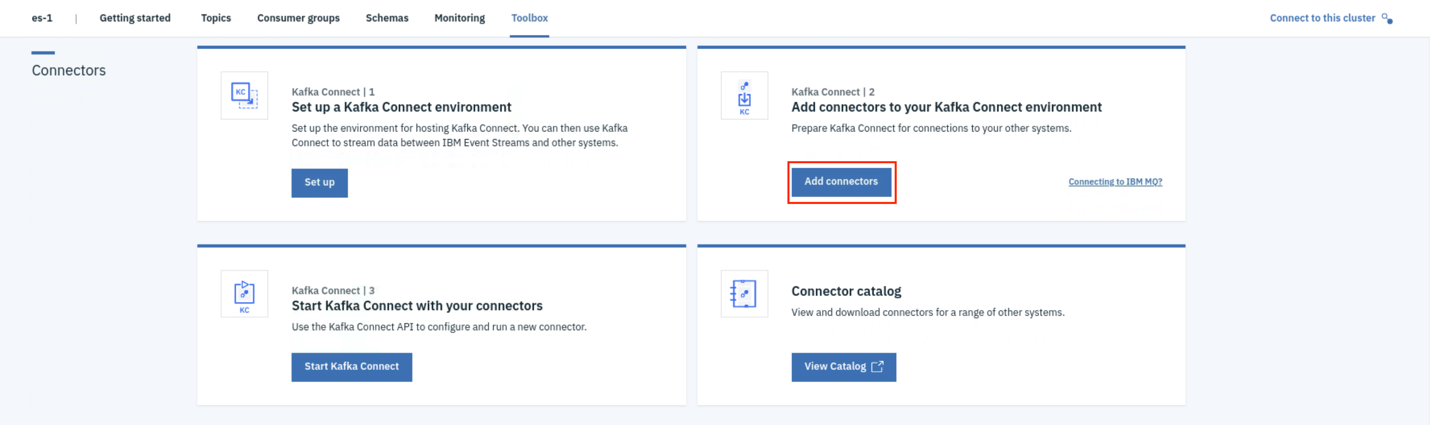 es-1 | Getting started Topics Consumer groups Schemas Monitoring Toolbox Connect to this cluster
Connectors
KC
Kafka Connect | 1
Set up a Kafka Connect environment
Set up the environment for hosting Kafka Connect. You can then use Kafka
Connect to stream data between IBM Event Streams and other systems.
Set up
KC
Kafka Connect | 2
Add connectors to your Kafka Connect environment
Prepare Kafka Connect for connections to your other systems.
Add connectors
Connecting to IBM MQ?
KC
Kafka Connect | 3
Start Kafka Connect with your connectors
Use the Kafka Connect API to configure and run a new connector.
Start Kafka Connect
Connector catalog
View and download connectors for a range of other systems.
View Catalog